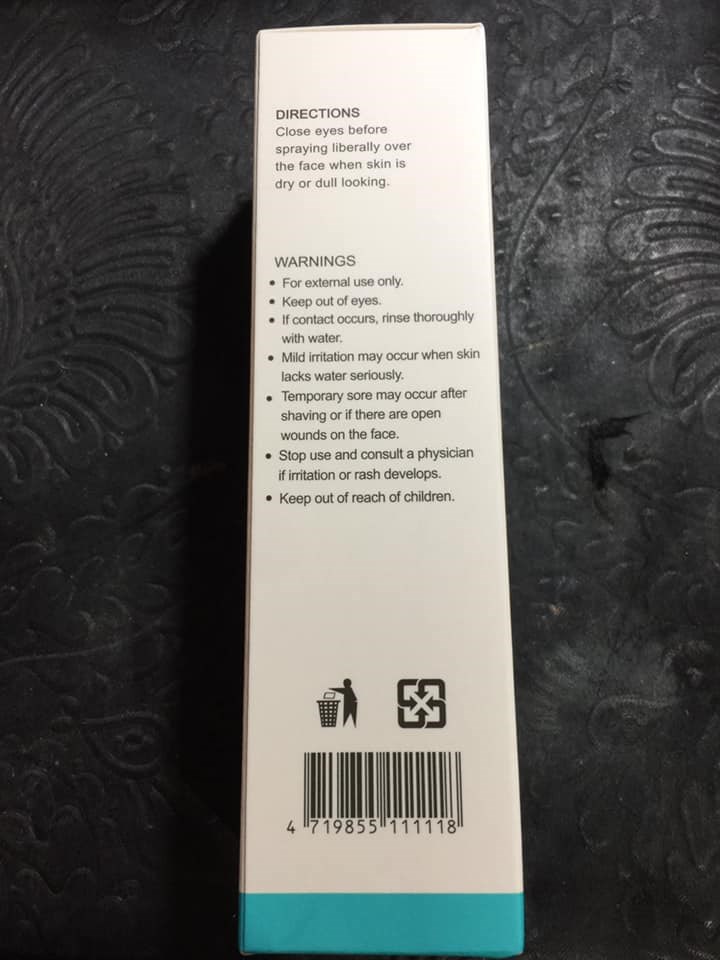 DIRECTIONS
Close eyes before
spraying liberally over
the face when skin is
dry or dull looking.
WARNINGS
• For external use only.
• Keep out of eyes.
• If contact occurs, rinse thoroughly
with water.
• Mild irritation may occur when skin
lacks water seriously.
• Temporary sore may occur after
shaving or if there are open
wounds on the face.
• Stop use and consult a physician
if irritation or rash develops.
• Keep out of reach of children.
4 719855 111118